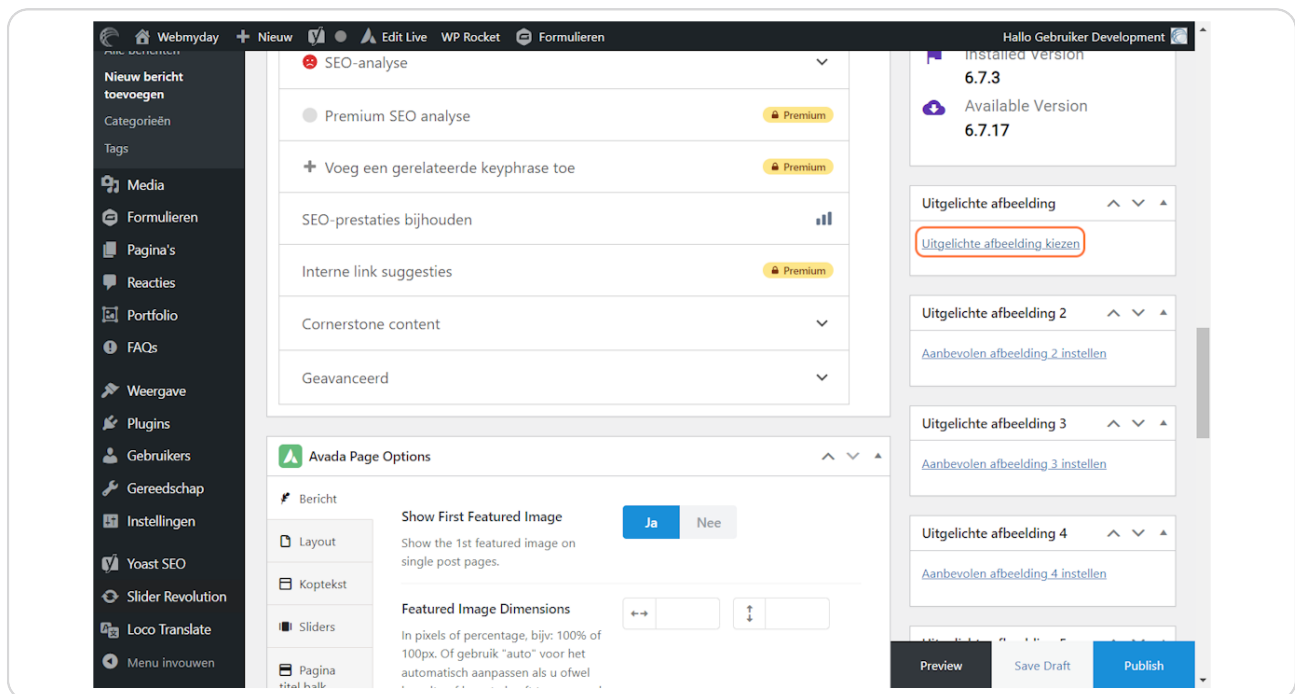 Webmyday
Nieuw
Edit Live
WP Rocket
Formulieren
Hallo Gebruiker Development
Alle berichten
Nieuw bericht
toevoegen
Categorieën
Tags
Media
Formulieren
Pagina's
Reacties
Portfolio
FAQs
Weergave
Plugins
Gebruikers
Gereedschap
Instellingen
Yoast SEO
Slider Revolution
Loco Translate
Menu invouwen
SEO-analyse
Premium SEO analyse
Premium
Voeg een gerelateerde keyphrase toe
Premium
SEO-prestaties bijhouden
Interne link suggesties
Premium
Cornerstone content
Geavanceerd
Avada Page Options
Bericht
Layout
Koptekst
Sliders
Pagina
titel balk
Show First Featured Image
Show the 1st featured image on
single post pages.
Ja
Nee
Featured Image Dimensions
In pixels of percentage, bijv: 100% of
100px. Of gebruik "auto" voor het
automatisch aanpassen als u ofwel
Installed Version
6.7.3
Available Version
6.7.17
Uitgelichte afbeelding
Uitgelichte afbeelding kiezen
Uitgelichte afbeelding 2
Aanbevolen afbeelding 2 instellen
Uitgelichte afbeelding 3
Aanbevolen afbeelding 3 instellen
Uitgelichte afbeelding 4
Aanbevolen afbeelding 4 instellen
Preview
Save Draft
Publish